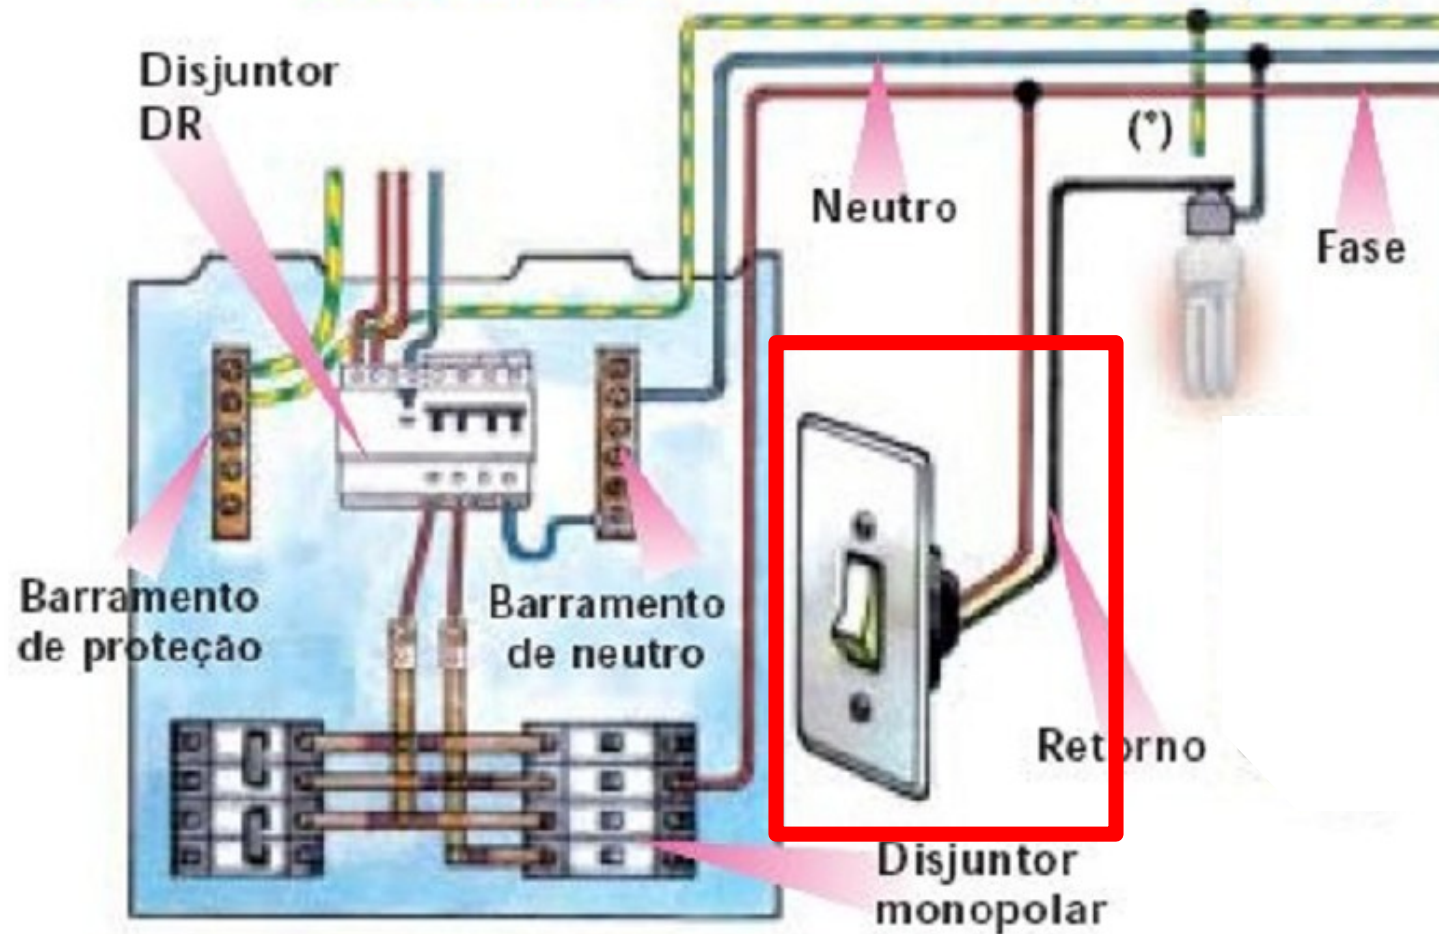 Disjuntor
DR
(*)
Neutro
Fase
Barramento
de proteção
Barramento
de neutro
Retorno
Disjuntor
monopolar